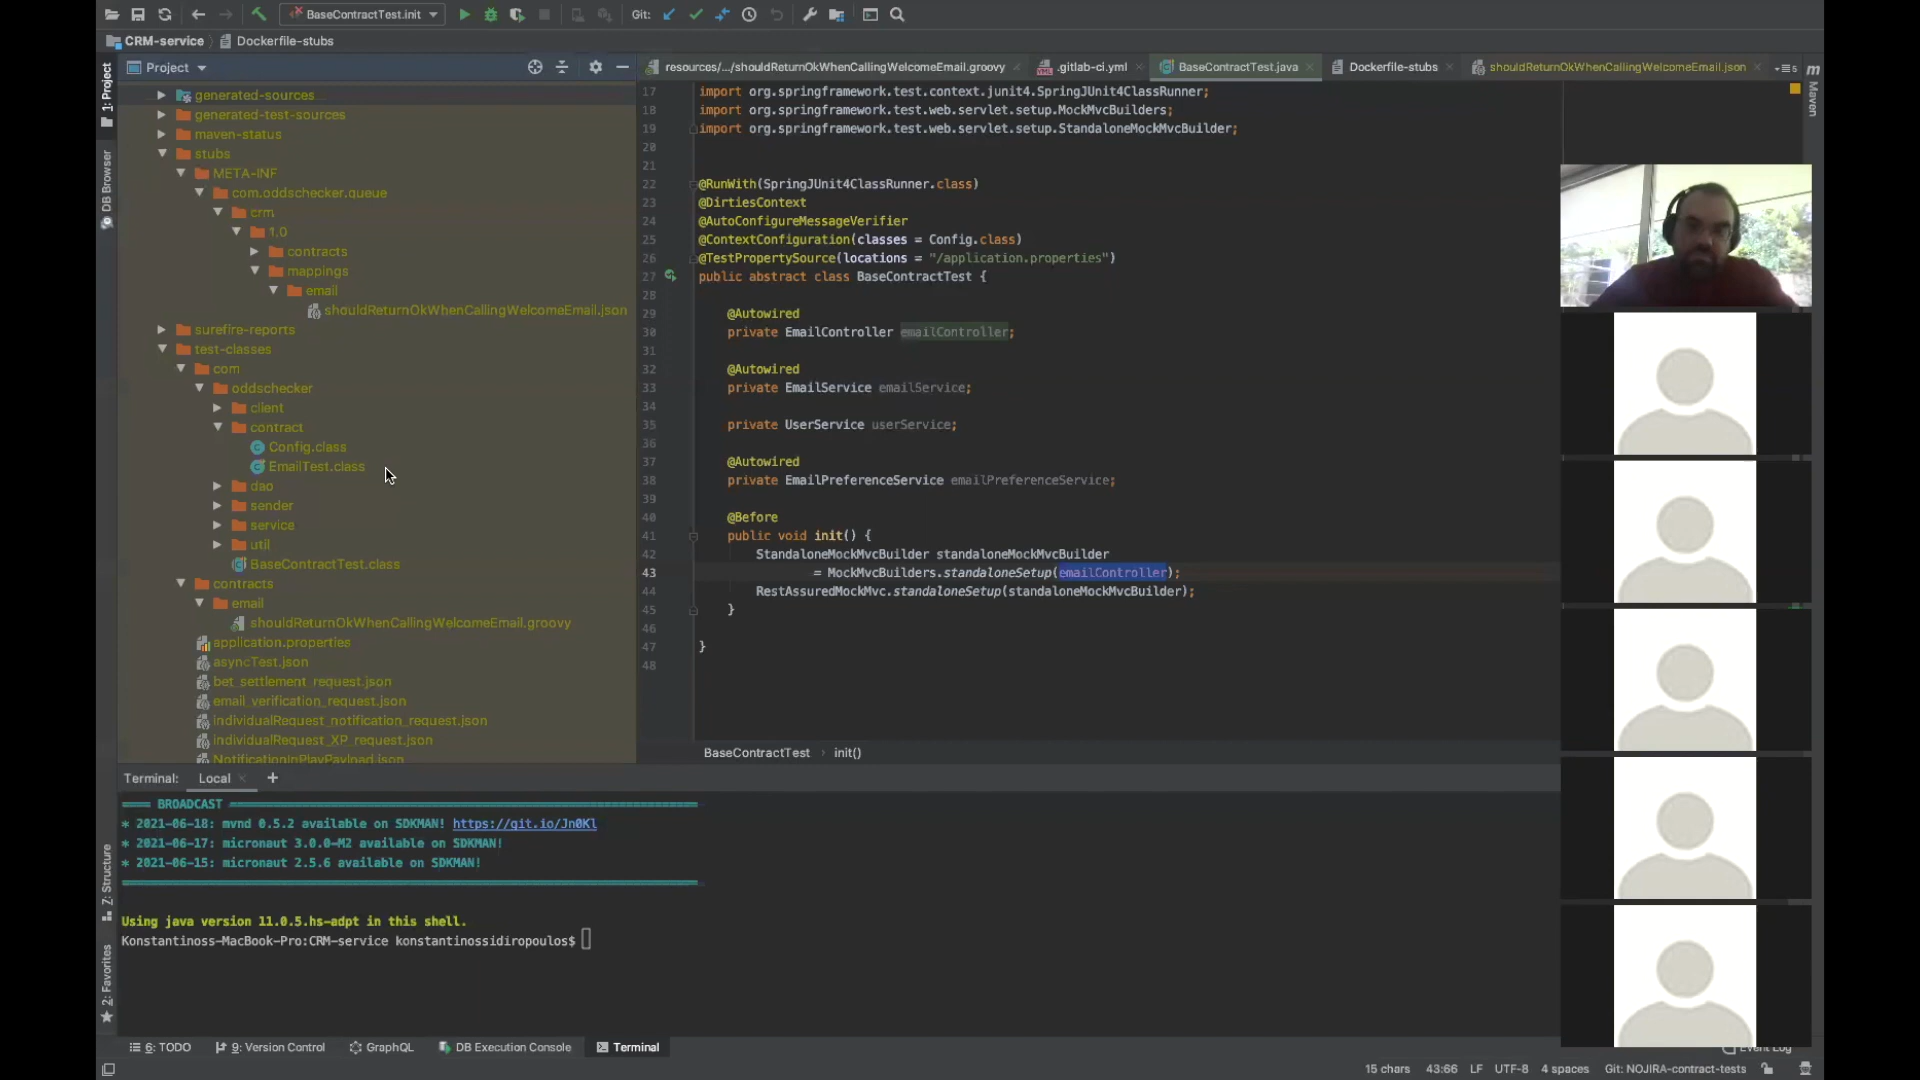 BaseContractTest.init
Git:
CRM-service
Dockerfile-stubs
1: Project
DB Browser
Z: Structure
2: Favorites
Project
generated-sources
generated-test-sources
maven-status
stubs
META-INF
com.oddschecker.queue
crm
1.0
contracts
mappings
email
shouldReturnOkWhenCallingWelcomeEmail.json
surefire-reports
test-classes
com
oddschecker
client
contract
Config.class
EmailTest.class
dao
sender
service
util
BaseContractTest.class
contracts
email
shouldReturnOkWhenCallingWelcomeEmail.groovy
application.properties
asyncTest.json
bet_settlement_request.json
email_verification_request.json
individualRequest_notification_request.json
individualRequest_XP_request.json
NotificationInPlayPayload.json
resources/.../shouldReturnOkWhenCallingWelcomeEmail.groovy
.gitlab-ci.yml
BaseContractTest.java
Dockerfile-stubs
shouldReturnOkWhenCallingWelcomeEmail.json
5
Maven
17 import org.springframework.test.context.junit4.SpringJUnit4ClassRunner;
18 import org.springframework.test.web.servlet.setup.MockMvcBuilders;
19 import org.springframework.test.web.servlet.setup.StandaloneMockMvcBuilder;
20
21
22 @RunWith(SpringJUnit4ClassRunner.class)
23 @DirtiesContext
24 @AutoConfigureMessageVerifier
25 @ContextConfiguration(classes = Config.class)
26 @TestPropertySource(locations = "/application.properties")
27 public abstract class BaseContractTest {
28
29 @Autowired
30 private EmailController emailController;
31
32 @Autowired
33 private EmailService emailService;
34
35 private UserService userService;
36
37 @Autowired
38 private EmailPreferenceService emailPreferenceService;
39
40 @Before
41 public void init() {
42 StandaloneMockMvcBuilder standaloneMockMvcBuilder
43 = MockMvcBuilders.standaloneSetup(emailController);
44 RestAssuredMockMvc.standaloneSetup(standaloneMockMvcBuilder);
45 }
46
47 }
48
BaseContractTest › init()
Terminal: Local +
==== BROADCAST ====
* 2021-06-18: mvnd 0.5.2 available on SDKMAN! https://git.io/Jn0Kl
* 2021-06-17: micronaut 3.0.0-M2 available on SDKMAN!
* 2021-06-15: micronaut 2.5.6 available on SDKMAN!
Using java version 11.0.5.hs-adpt in this shell.
Konstantinoss-MacBook-Pro:CRM-service konstantinossidiropoulos$
6: TODO
9: Version Control
GraphQL
DB Execution Console
Terminal
Event Log
15 chars 43:66 LF UTF-8 4 spaces Git: NOJIRA-contract-tests